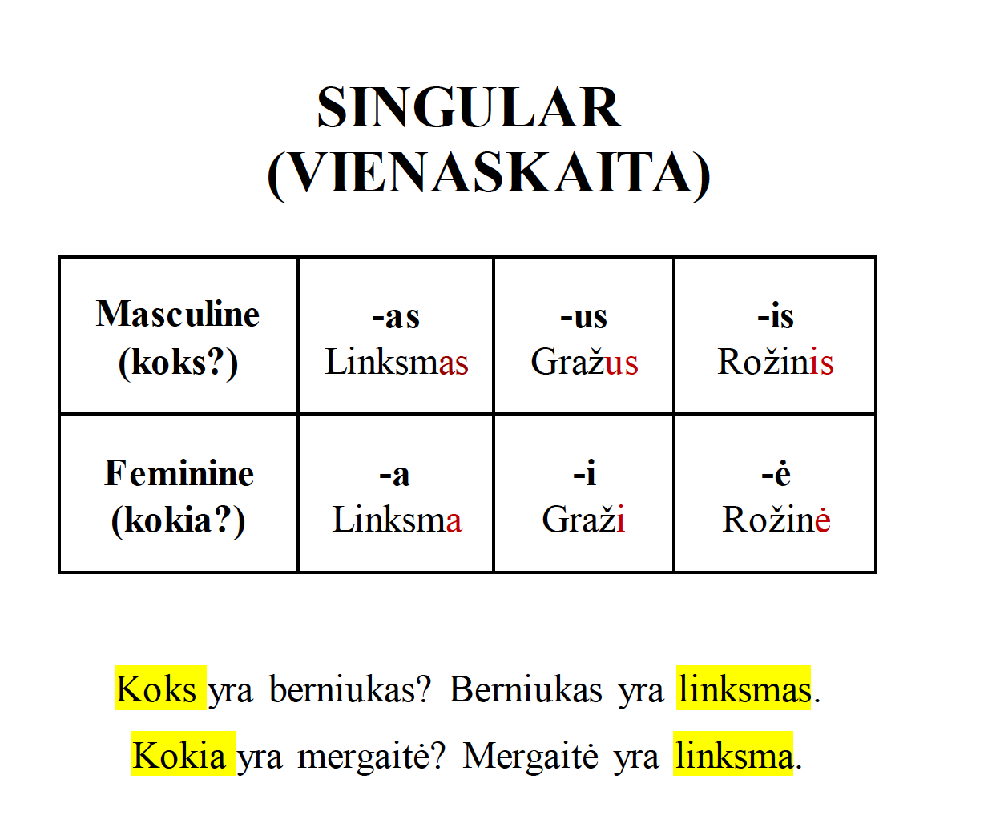 SINGULAR
(VIENASKAITA)
Masculine
(koks?)
-as
Linksmas
-us
Gražus
-is
Rožinis
Feminine
(kokia?)
-a
Linksma
-i
Graži
-ė
Rožinė
Koks yra berniukas? Berniukas yra linksmas.
Kokia yra mergaitė? Mergaitė yra linksma.